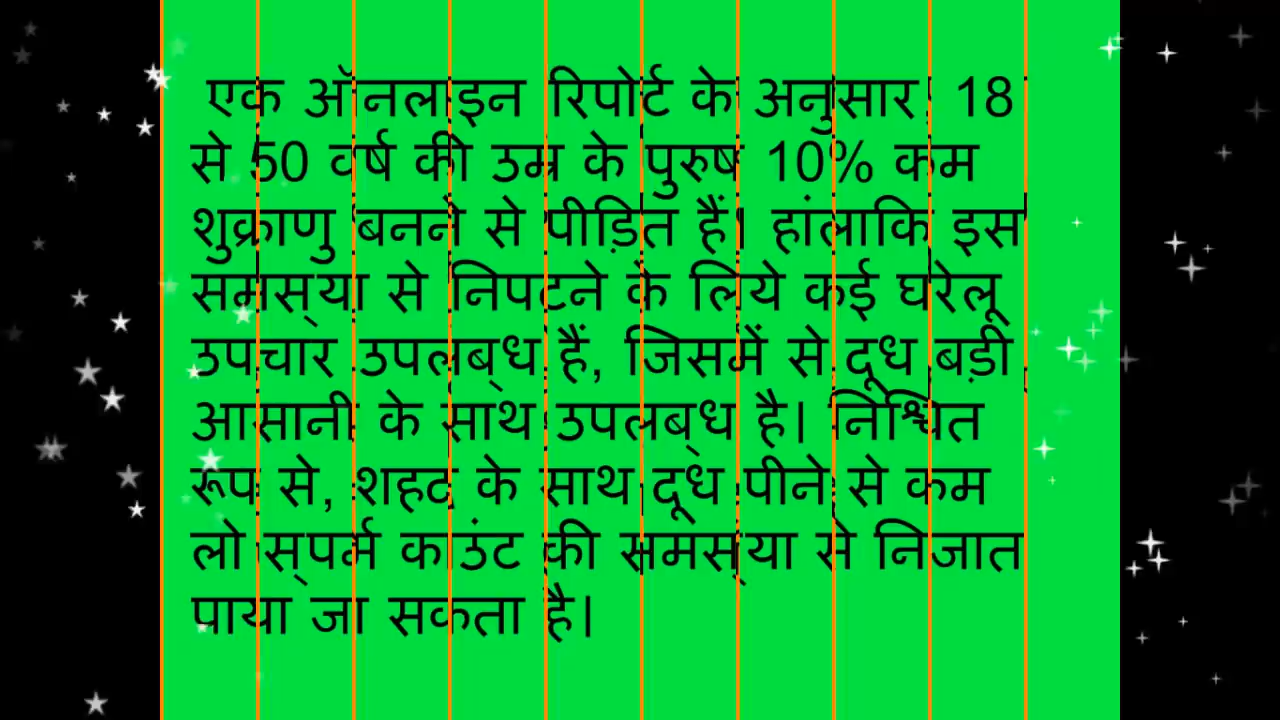 एक ऑनलाइन रिपोर्ट के अनुसार 18
से 50 वर्ष की उम्र के पुरुष 10% कम
शुक्राणु बनने से पीड़ित हैं। हांलाकि इस
समस्‍या से निपटने के लिये कई घरेलू
उपचार उपलब्‍ध हैं, जिसमें से दूध बड़ी
आसानी के साथ उपलब्‍ध है। निश्चित
रूप से, शहद के साथ दूध पीने से कम
लो स्‍पर्म काउंट की समस्‍या से निजात
पाया जा सकता है।